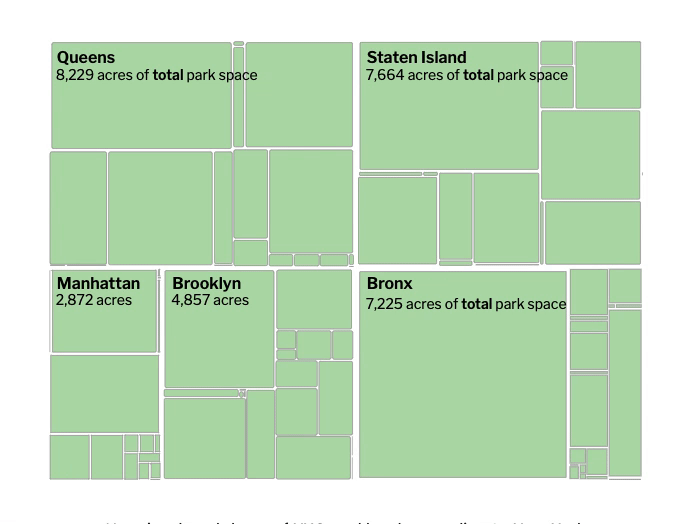 Queens
8,229 acres of total park space
Staten Island
7,664 acres of total park space
Manhattan
2,872 acres
Brooklyn
4,857 acres
Bronx
7,225 acres of total park space